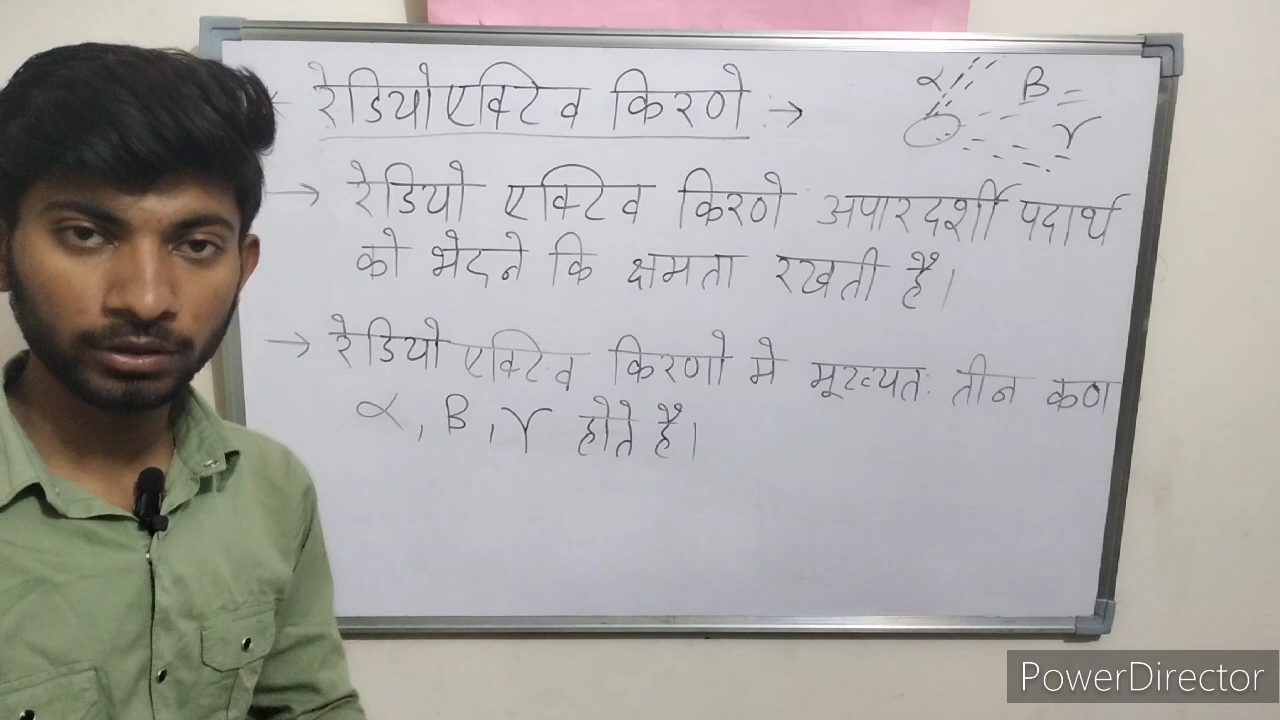 * रेडियोएक्टिव किरणे :→
α B γ
→ रेडियो एक्टिव किरणे अपारदर्शी पदार्थ
को भेदने कि क्षमता रखती है।
→ रेडियो एक्टिव किरणो मे मूख्यतः तीन कण
α, B, γ होते है।
PowerDirector